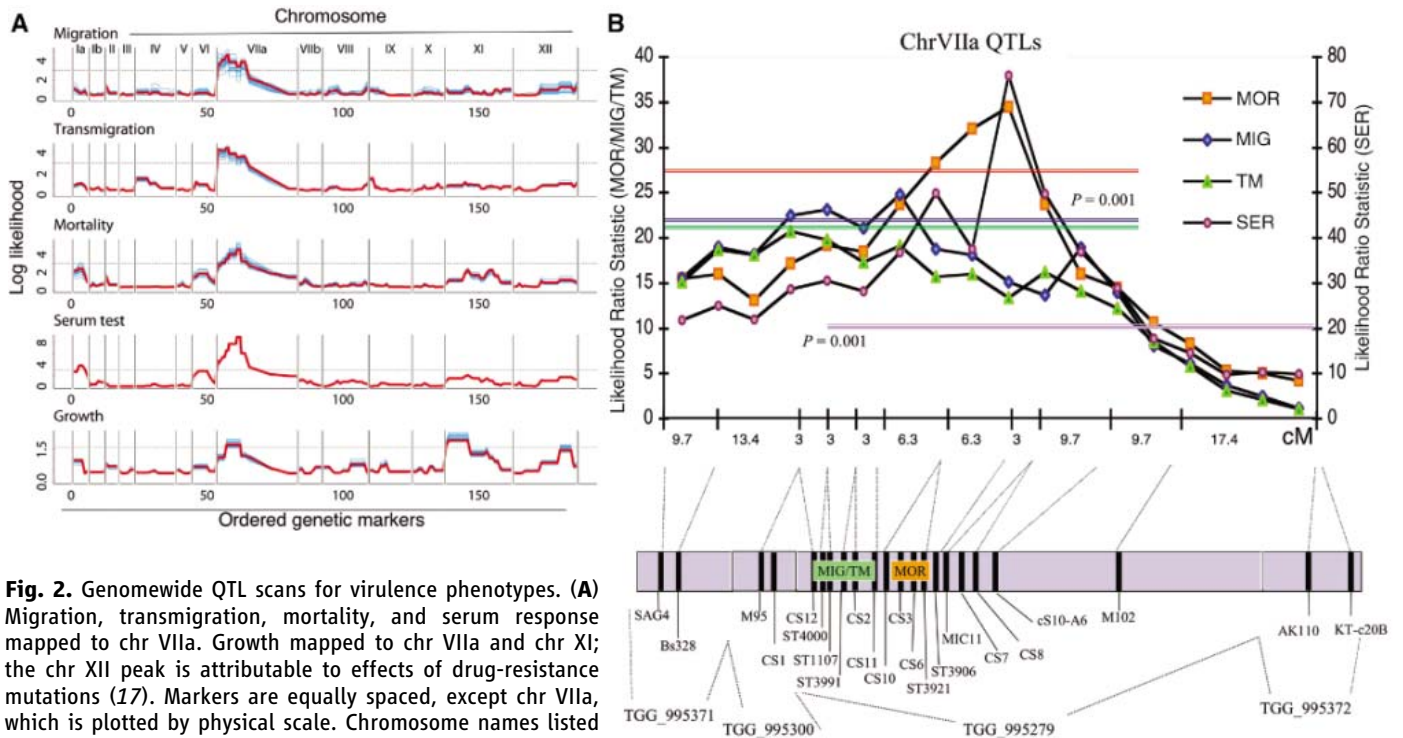 A
Chromosome
Migration
Ia Ib II III IV V VI VIIa VIIb VIII IX X XI XII
4
2
0
0 50 100 150
Transmigration
4
2
0
0 50 100 150
Mortality
4
2
0
0 50 100 150
Serum test
8
4
0
0 50 100 150
Growth
1.5
0.0
0 50 100 150
Log likelihood
Ordered genetic markers
Fig. 2. Genomewide QTL scans for virulence phenotypes. (A)
Migration, transmigration, mortality, and serum response
mapped to chr VIIa. Growth mapped to chr VIIa and chr XI;
the chr XII peak is attributable to effects of drug-resistance
mutations (17). Markers are equally spaced, except chr VIIa,
which is plotted by physical scale. Chromosome names listed
B
ChrVIIa QTLs
Likelihood Ratio Statistic (MOR/MIG/TM)
40
35
30
25
20
15
10
5
0
Likelihood Ratio Statistic (SER)
80
70
60
50
40
30
20
10
0
MOR
MIG
TM
SER
P = 0.001
P = 0.001
9.7 13.4 3 3 3 6.3 6.3 3 9.7 9.7 17.4 cM
MIG/TM MOR
SAG4
Bs328
M95
CS1
CS12
ST4000
ST1107
ST3991
CS2
CS11
CS10
CS3
CS6
ST3921
ST3906
MIC11
CS7
CS8
cS10-A6
M102
AK110
KT-c20B
TGG_995371
TGG_995300
TGG_995279
TGG_995372